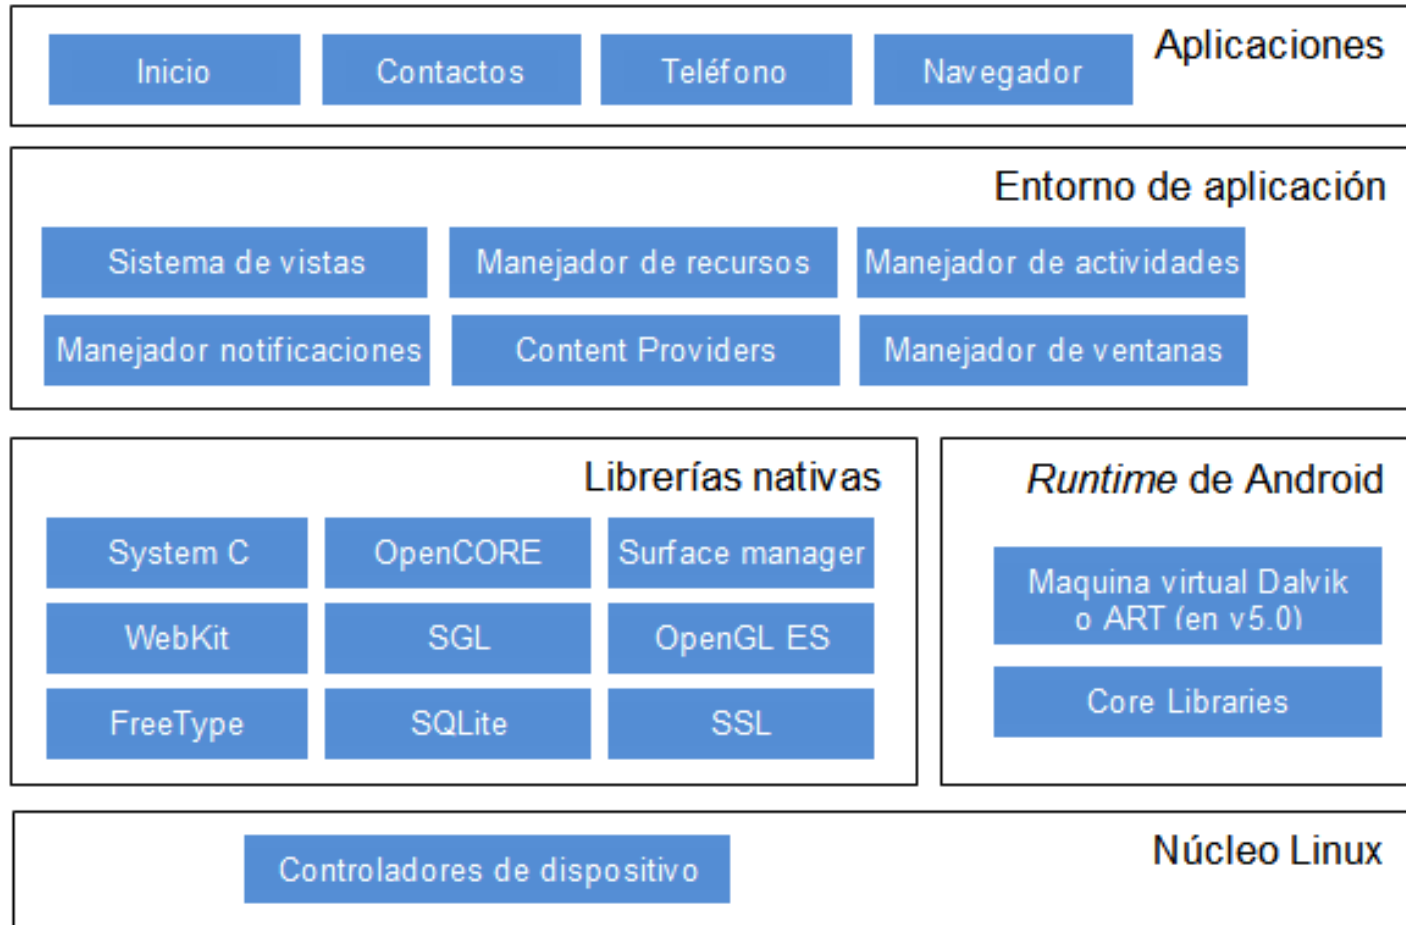 Aplicaciones
Inicio
Contactos
Teléfono
Navegador
Entorno de aplicación
Sistema de vistas
Manejador de recursos
Manejador de actividades
Manejador notificaciones
Content Providers
Manejador de ventanas
Librerías nativas
System C
OpenCORE
Surface manager
WebKit
SGL
OpenGL ES
FreeType
SQLite
SSL
Runtime de Android
Maquina virtual Dalvik
o ART (en v5.0)
Core Libraries
Núcleo Linux
Controladores de dispositivo